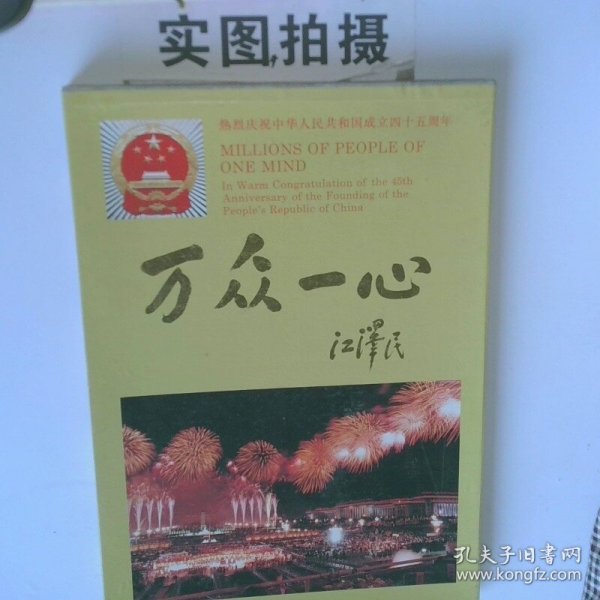 实图拍摄
熱烈庆祝中华人民共和国成立四十五周年
MILLIONS OF PEOPLE OF
ONE MIND
In Warm Congratulation of the 45th
Anniversary of the Founding of the
People's Republic of China
万众一心
江澤民
孔夫子旧书网
www.kongfz.com